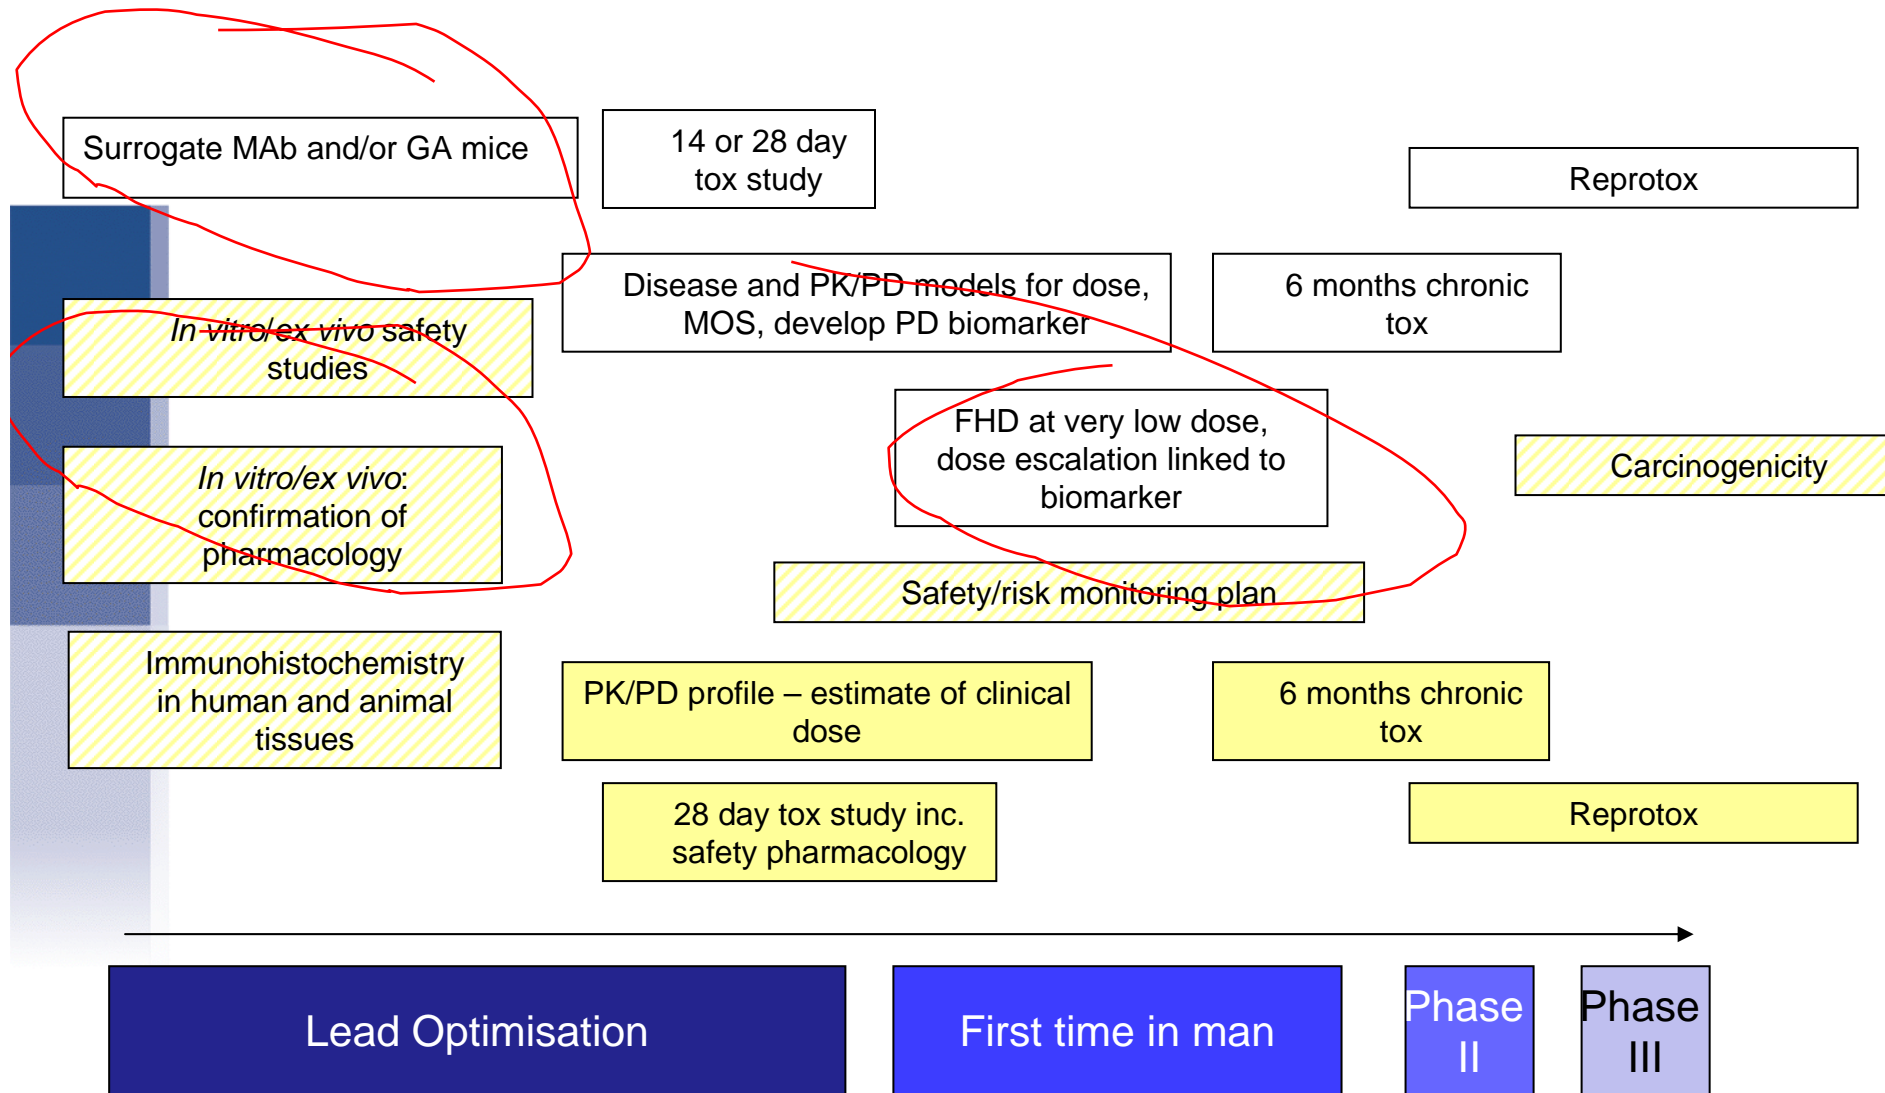 Surrogate MAb and/or GA mice
14 or 28 day
tox study
Reprotox
Disease and PK/PD models for dose,
MOS, develop PD biomarker
6 months chronic
tox
In vitro/ex vivo safety
studies
FHD at very low dose,
dose escalation linked to
biomarker
Carcinogenicity
In vitro/ex vivo:
confirmation of
pharmacology
Safety/risk monitoring plan
Immunohistochemistry
in human and animal
tissues
PK/PD profile – estimate of clinical
dose
6 months chronic
tox
28 day tox study inc.
safety pharmacology
Reprotox
Lead Optimisation
First time in man
Phase
II
Phase
III